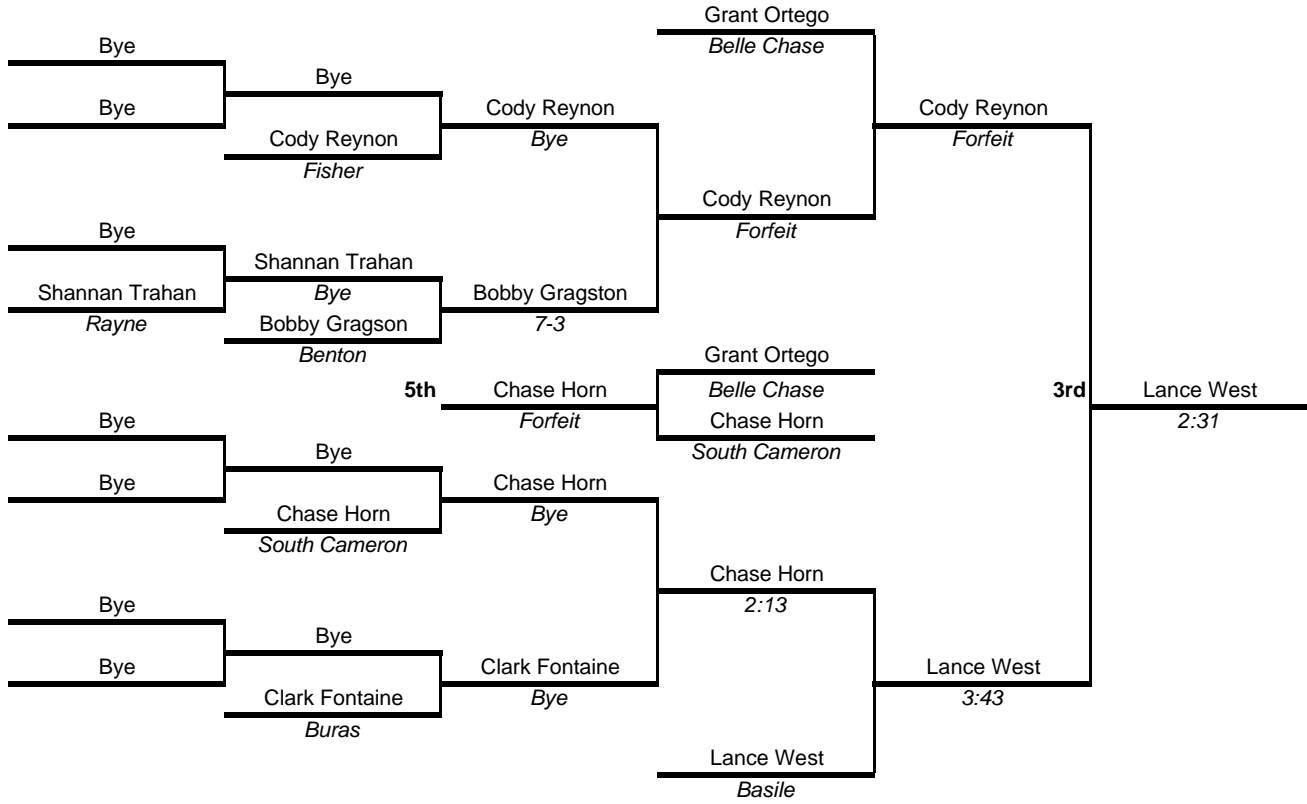 Grant Ortego
Belle Chase
Bye
Bye
Bye
Cody Reynon
Fisher
Cody Reynon
Bye
Cody Reynon
Forfeit
Cody Reynon
Forfeit
Bye
Shannan Trahan
Rayne
Shannan Trahan
Bye
Bobby Gragson
Benton
Bobby Gragston
7-3
Grant Ortego
Belle Chase
5th
Chase Horn
Forfeit
Chase Horn
South Cameron
3rd
Lance West
2:31
Bye
Bye
Bye
Chase Horn
South Cameron
Chase Horn
Bye
Chase Horn
2:13
Bye
Bye
Bye
Clark Fontaine
Buras
Clark Fontaine
Bye
Lance West
3:43
Lance West
Basile